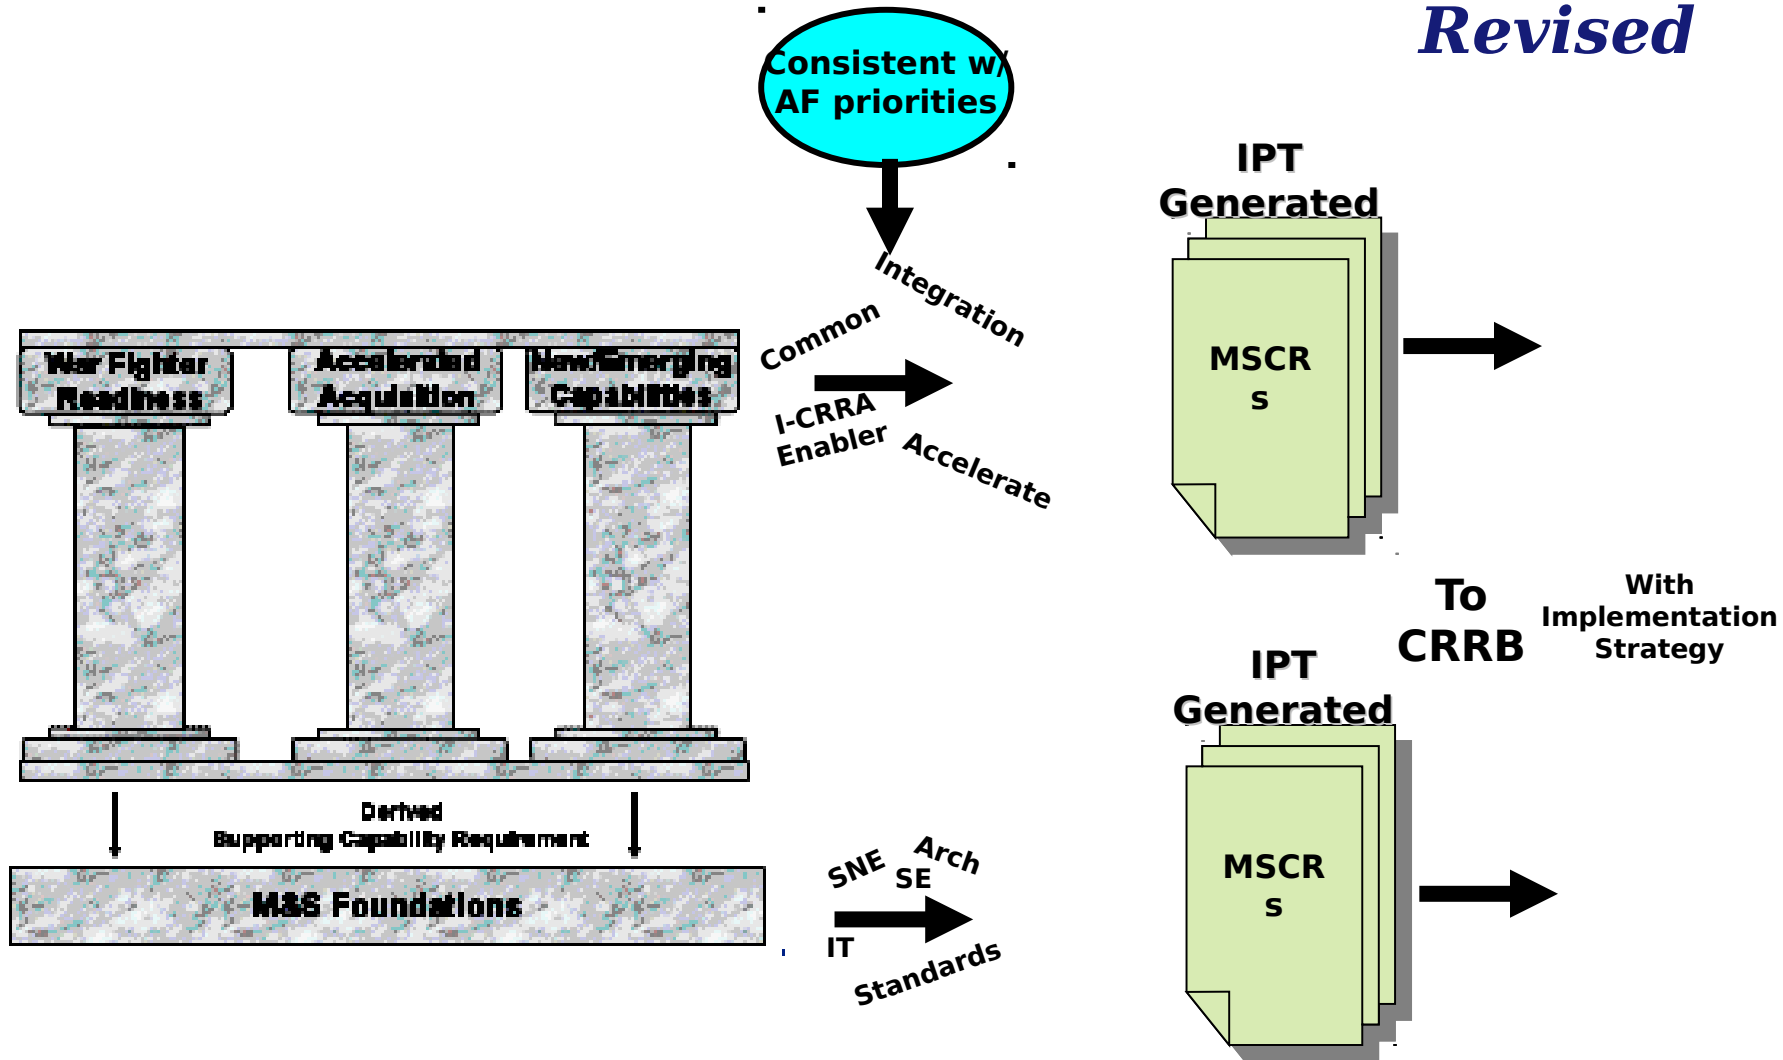 Revised
Consistent w/
AF priorities
IPT
Generated
Integration
Common
War Fighter
Readiness
Accelerated
Acquisition
New/Emerging
Capabilities
MSCR
s
I-CRRA
Enabler
Accelerate
To
CRRB
With
Implementation
Strategy
IPT
Generated
Derived
Supporting Capability Requirement
M&S Foundations
SNE
Arch
SE
IT
Standards
MSCR
s